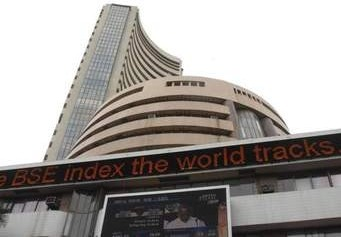 e BSE index the world tracks.